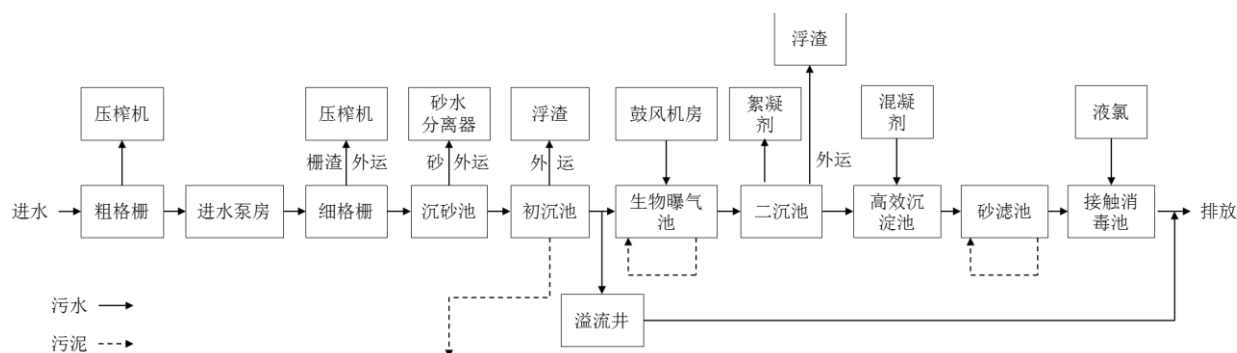 浮渣
压榨机
压榨机
砂水
分离器
浮渣
鼓风机房
絮凝
剂
混凝
剂
液氯
栅渣 外运
砂 外运
外 运
外运
进水
粗格栅
进水泵房
细格栅
沉砂池
初沉池
生物曝气
池
二沉池
高效沉
淀池
砂滤池
接触消
毒池
排放
污水
溢流井
污泥